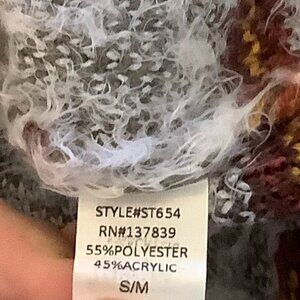 STYLE#ST654
RN#137839
55%POLYESTER
45%ACRYLIC
S/M